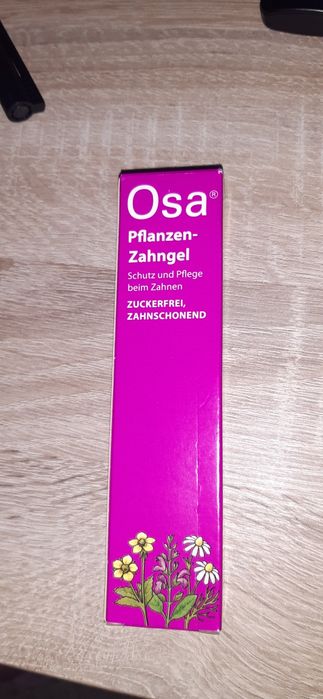 Osa®
Pflanzen-
Zahngel
Schutz und Pflege
beim Zahnen
ZUCKERFREI,
ZAHNSCHONEND